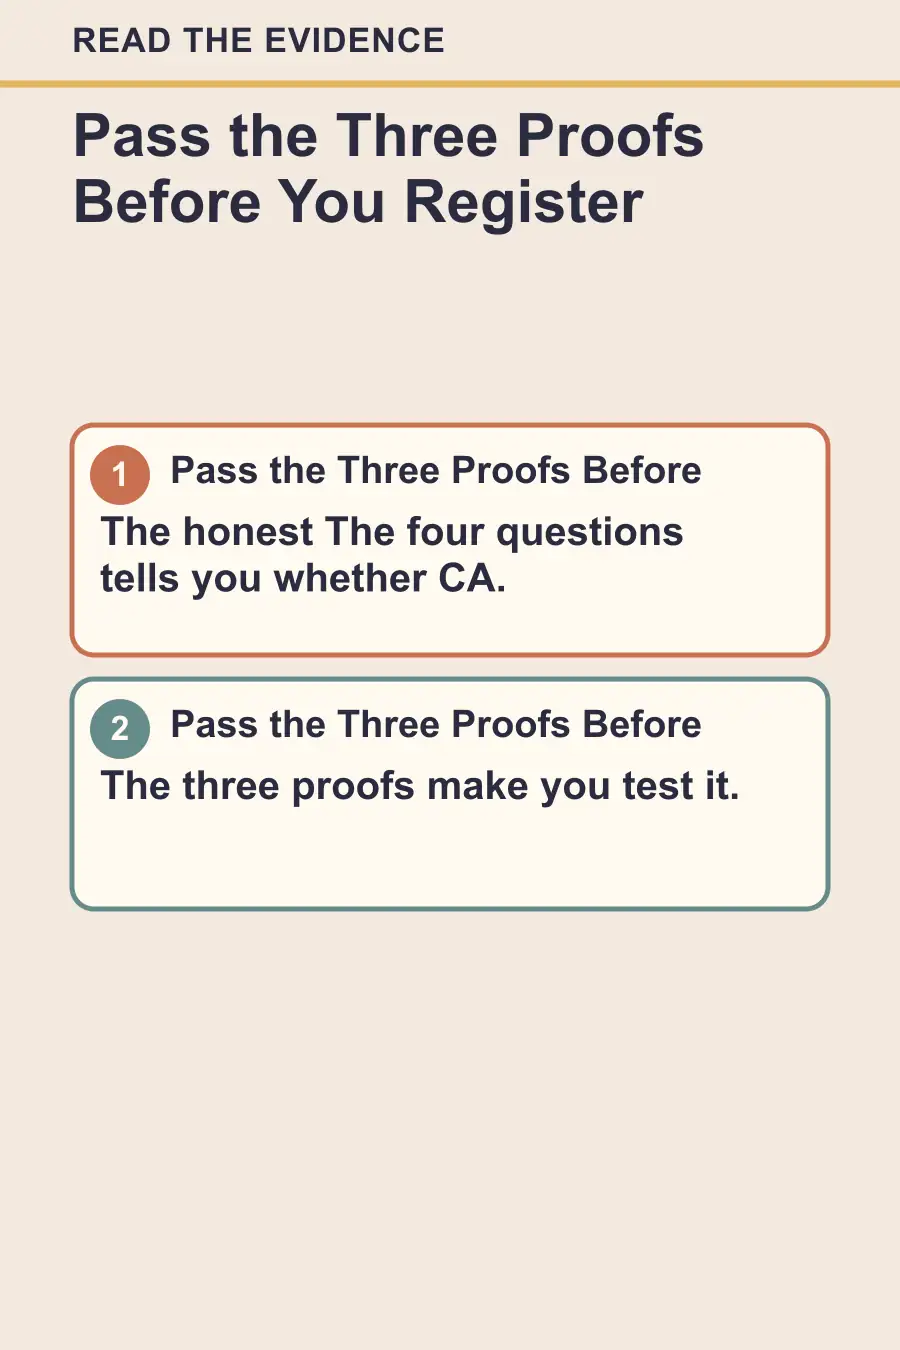 READ THE EVIDENCE
Pass the Three Proofs
Before You Register
1
Pass the Three Proofs Before
The honest The four questions
tells you whether CA.
2
Pass the Three Proofs Before
The three proofs make you test it.